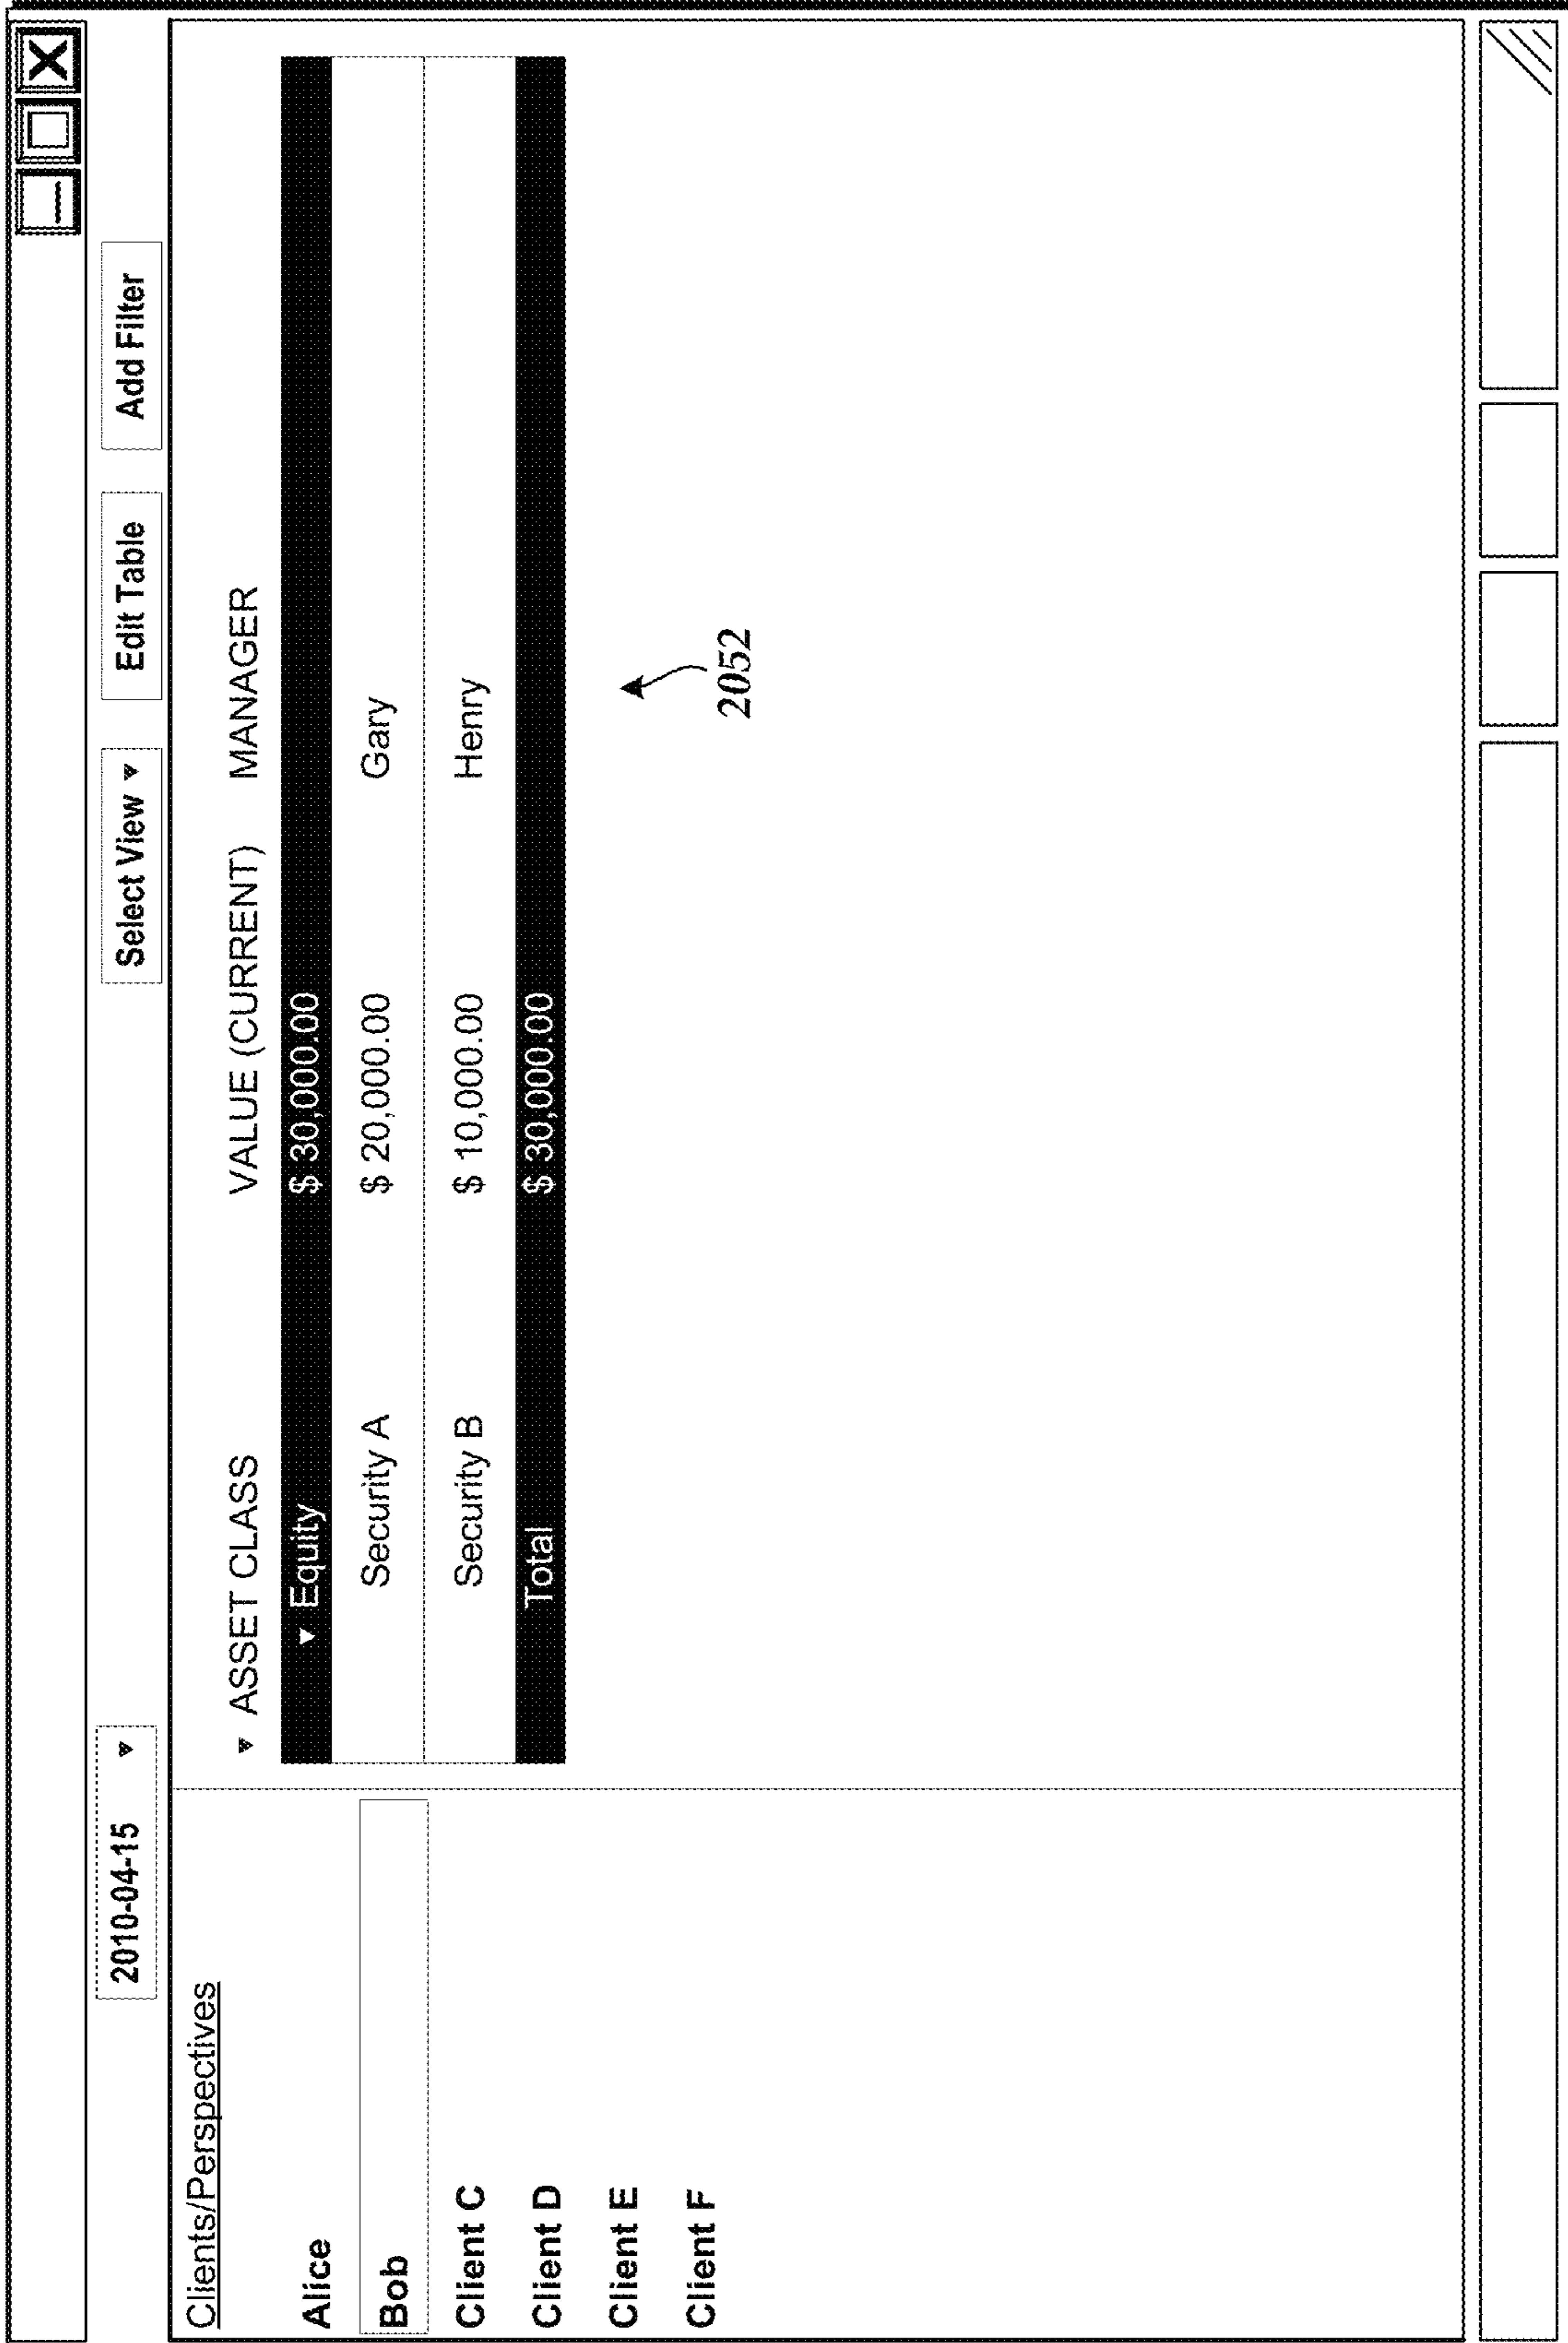 2010-04-15 ▼ Select View ▼ Edit Table Add Filter
Clients/Perspectives
Alice
Bob
Client C
Client D
Client E
Client F
▼ ASSET CLASS VALUE (CURRENT) MANAGER
▼ Equity $ 30,000.00
Security A $ 20,000.00 Gary
Security B $ 10,000.00 Henry
Total $ 30,000.00
2052